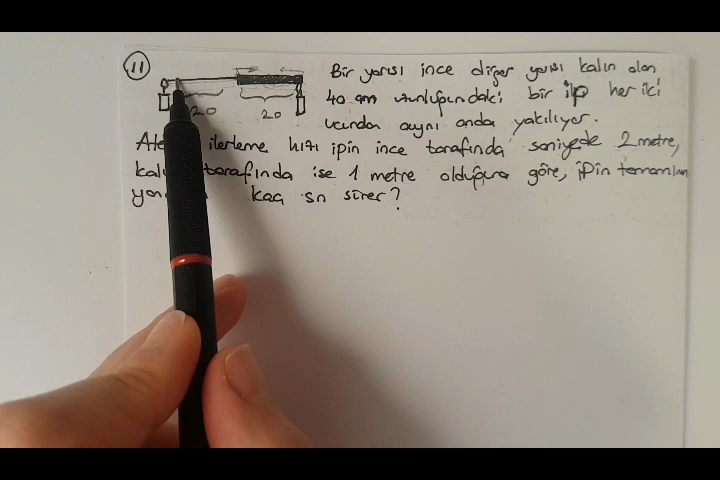 11
20
20
Bir yarısı ince diğer yarısı kalın olan
40 cm uzunluğundaki bir ip her iki
ucundan aynı anda yakılıyor.
ilerleme hızı ipin ince tarafında saniyede 2 metre,
tarafında ise 1 metre olduğuna göre, ipin tamamının
kaç sn sürer?